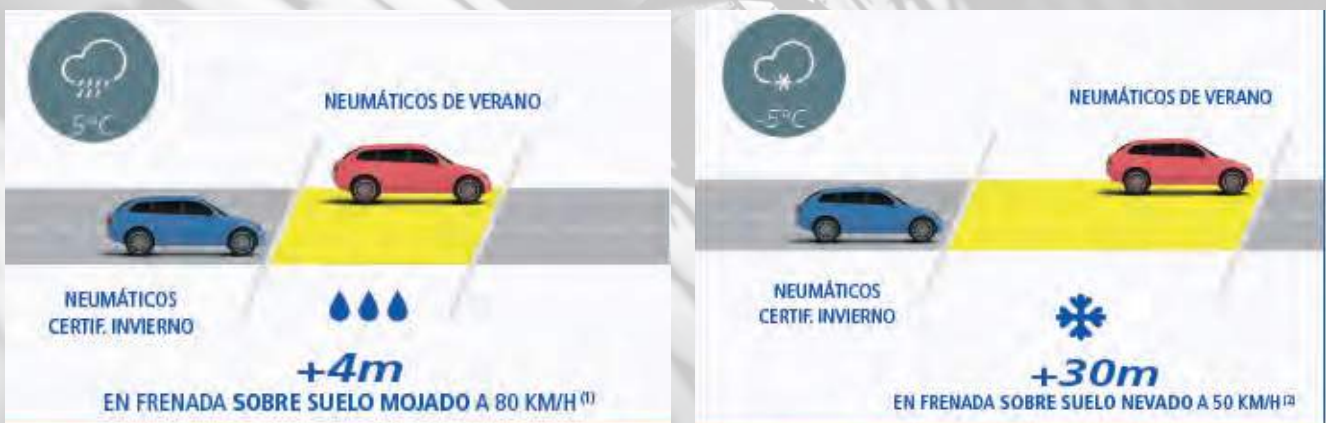 5°C
NEUMÁTICOS DE VERANO
NEUMÁTICOS
CERTIF. INVIERNO
+4m
EN FRENADA SOBRE SUELO MOJADO A 80 KM/H (1)
-5°C
NEUMÁTICOS DE VERANO
NEUMÁTICOS
CERTIF. INVIERNO
+30m
EN FRENADA SOBRE SUELO NEVADO A 50 KM/H